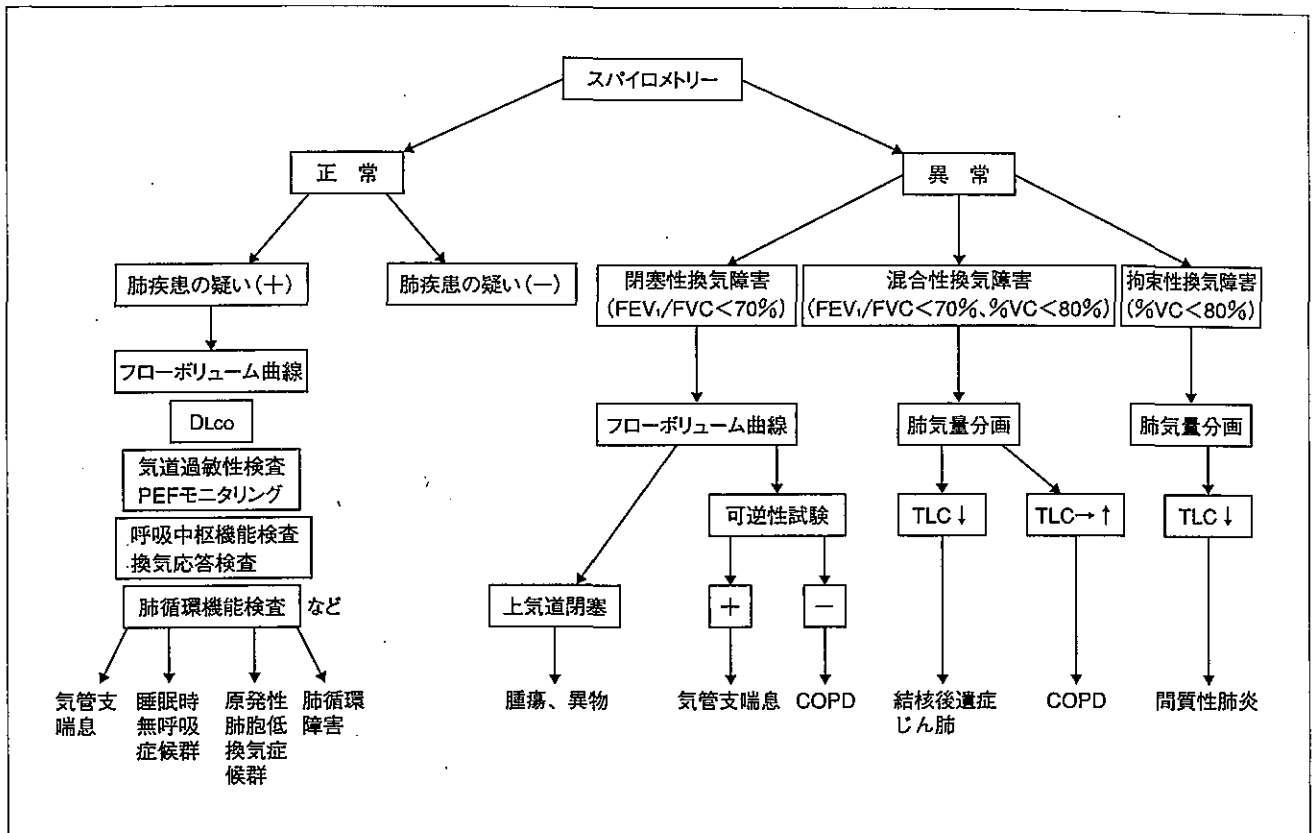 スパイロメトリー
正 常
異 常
肺疾患の疑い(+)
肺疾患の疑い(-)
閉塞性換気障害
(FEV₁/FVC<70%)
混合性換気障害
(FEV₁/FVC<70%、%VC<80%)
拘束性換気障害
(%VC<80%)
フローボリューム曲線
DLco
気道過敏性検査
PEFモニタリング
呼吸中枢機能検査
換気応答検査
肺循環機能検査 など
気管支
喘息
睡眠時
無呼吸
症候群
原発性
肺胞低
換気症
候群
肺循環
障害
フローボリューム曲線
可逆性試験
上気道閉塞
+
-
腫瘍、異物
気管支喘息
COPD
肺気量分画
TLC↓
TLC→↑
結核後遺症
じん肺
COPD
肺気量分画
TLC↓
間質性肺炎